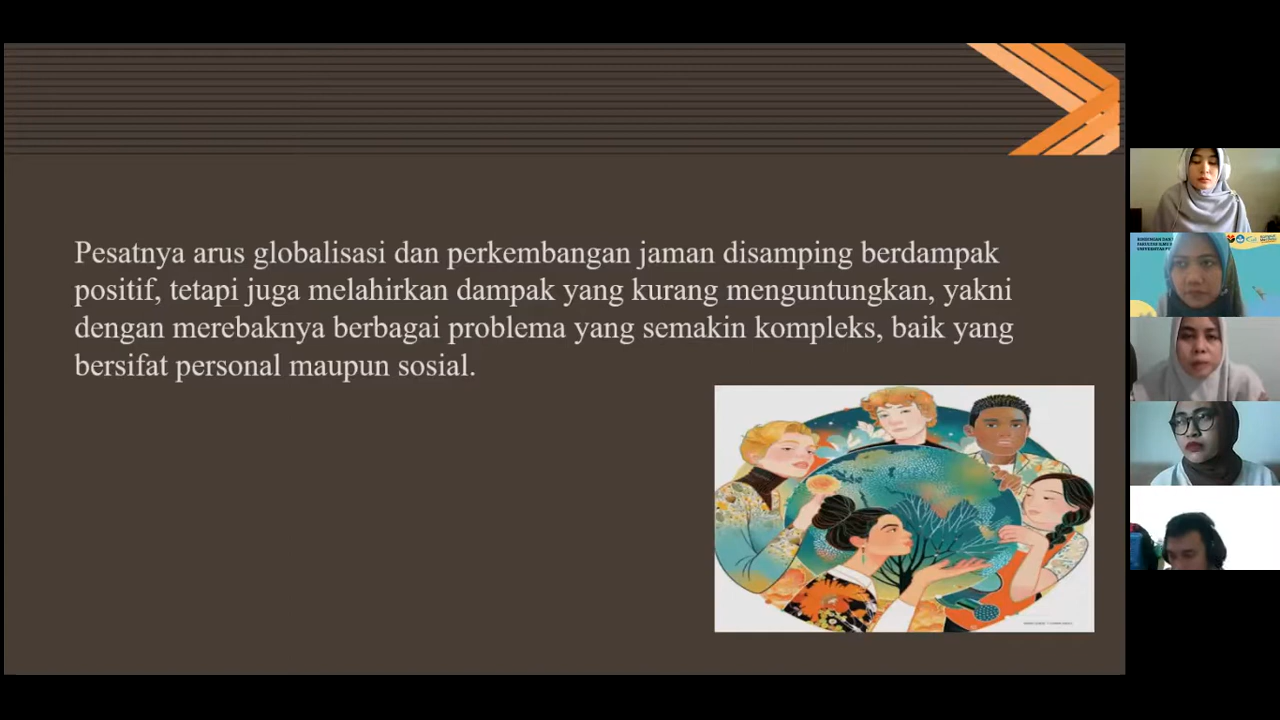 Pesatnya arus globalisasi dan perkembangan jaman disamping berdampak
positif, tetapi juga melahirkan dampak yang kurang menguntungkan, yakni
dengan merebaknya berbagai problema yang semakin kompleks, baik yang
bersifat personal maupun sosial.